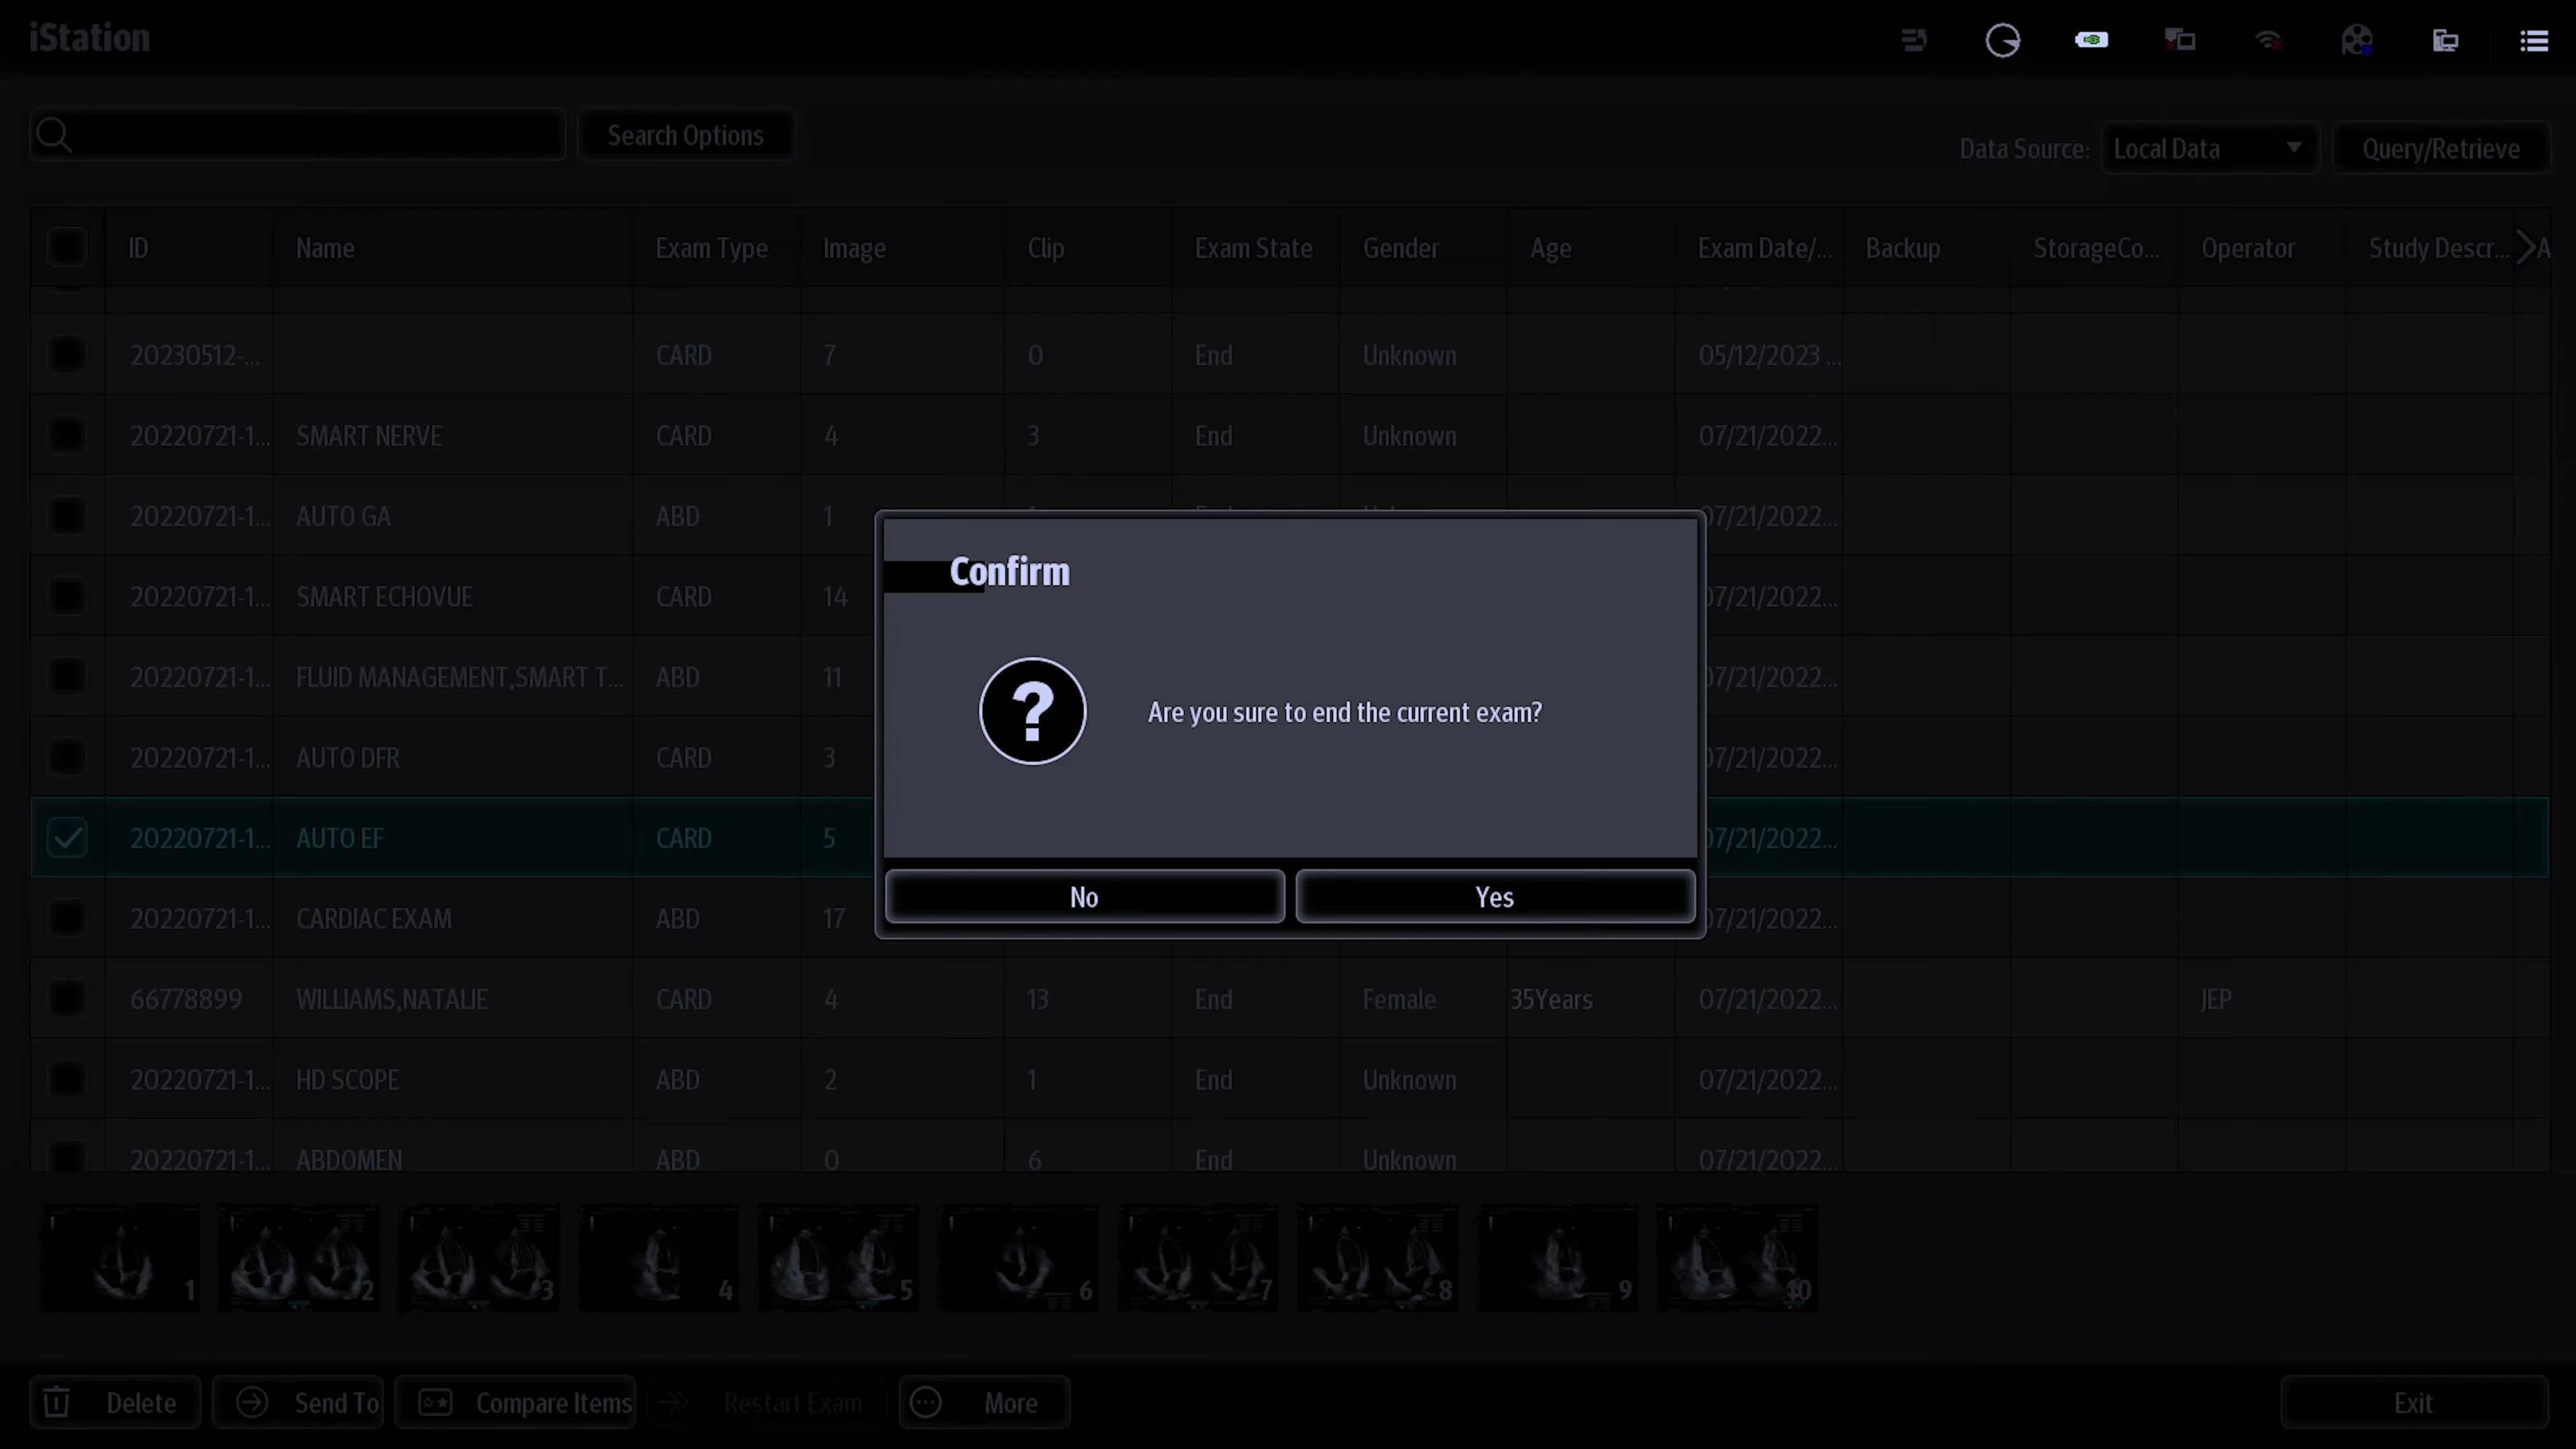 iStation
Search Options
Data Source: Local Data Query/Retrieve
ID Name Exam Type Image Clip Exam State Gender Age Exam Date/... Backup StorageCo... Operator Study Descr... A
20230512-... CARD 7 0 End Unknown 05/12/2023 ...
20220721-1... SMART NERVE CARD 4 3 End Unknown 07/21/2022...
20220721-1... AUTO GA ABD 1 07/21/2022...
20220721-1... SMART ECHOVUE CARD 14 07/21/2022...
20220721-1... FLUID MANAGEMENT,SMART T... ABD 11 07/21/2022...
20220721-1... AUTO DFR CARD 3 07/21/2022...
20220721-1... AUTO EF CARD 5 07/21/2022...
20220721-1... CARDIAC EXAM ABD 17 07/21/2022...
66778899 WILLIAMS,NATALIE CARD 4 13 End Female 35Years 07/21/2022... JEP
20220721-1... HD SCOPE ABD 2 1 End Unknown 07/21/2022...
20220721-1... ABDOMEN ABD 0 6 End Unknown 07/21/2022...
Confirm
?
Are you sure to end the current exam?
No Yes
1 2 3 4 5 6 7 8 9 10
Delete Send To Compare Items Restart Exam More Exit